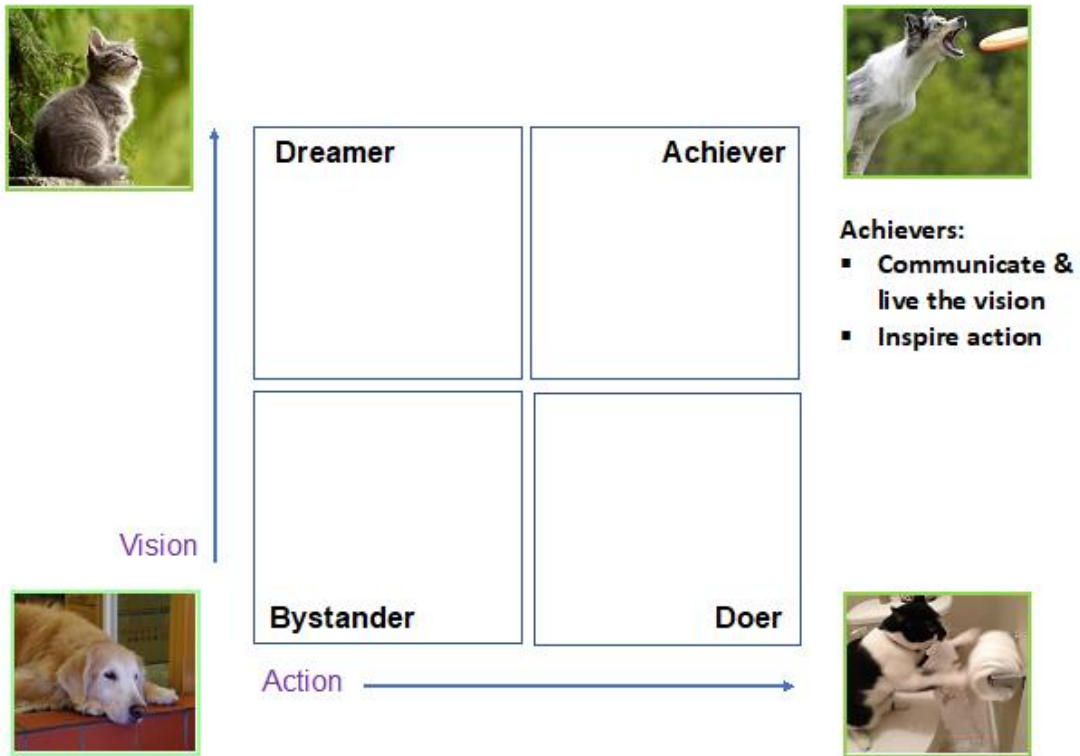 Dreamer
Achiever
Achievers:
▪ Communicate &
live the vision
▪ Inspire action
Vision
Bystander
Doer
Action